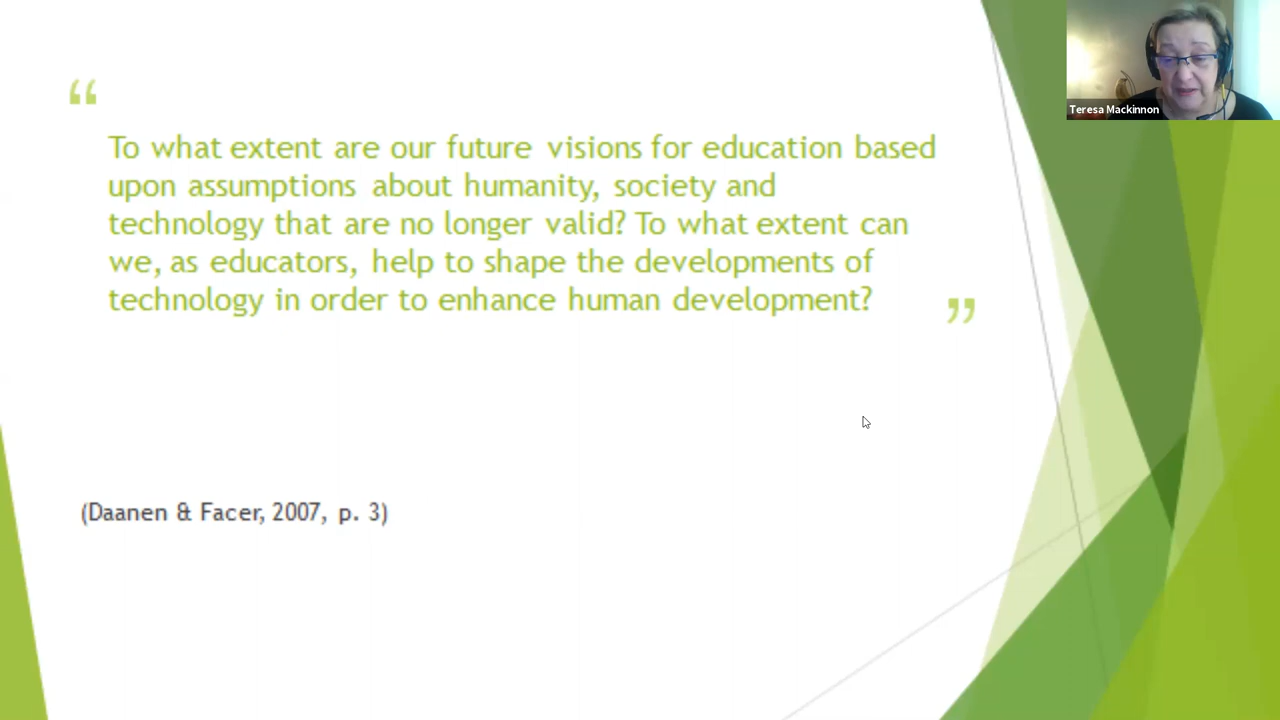 “
To what extent are our future visions for education based
upon assumptions about humanity, society and
technology that are no longer valid? To what extent can
we, as educators, help to shape the developments of
technology in order to enhance human development?
”
(Daanen & Facer, 2007, p. 3)
Teresa Mackinnon